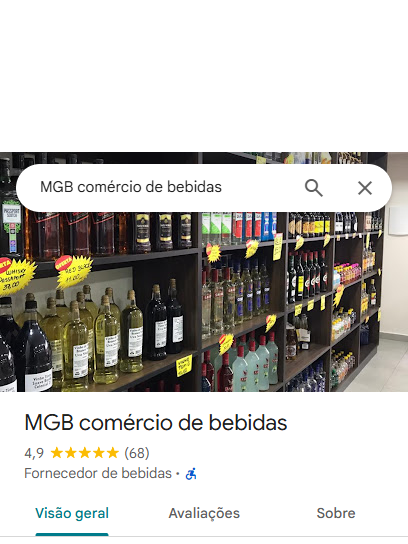 MGB comércio de bebidas
MGB comércio de bebidas
4,9 (68)
Fornecedor de bebidas ·
Visão geral Avaliações Sobre